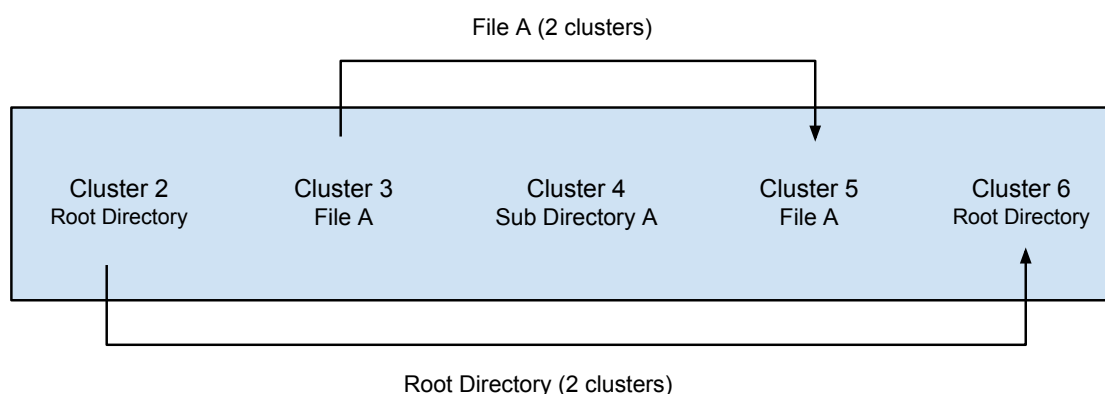 File A (2 clusters)
Cluster 2
Root Directory
Cluster 3
File A
Cluster 4
Sub Directory A
Cluster 5
File A
Cluster 6
Root Directory
Root Directory (2 clusters)